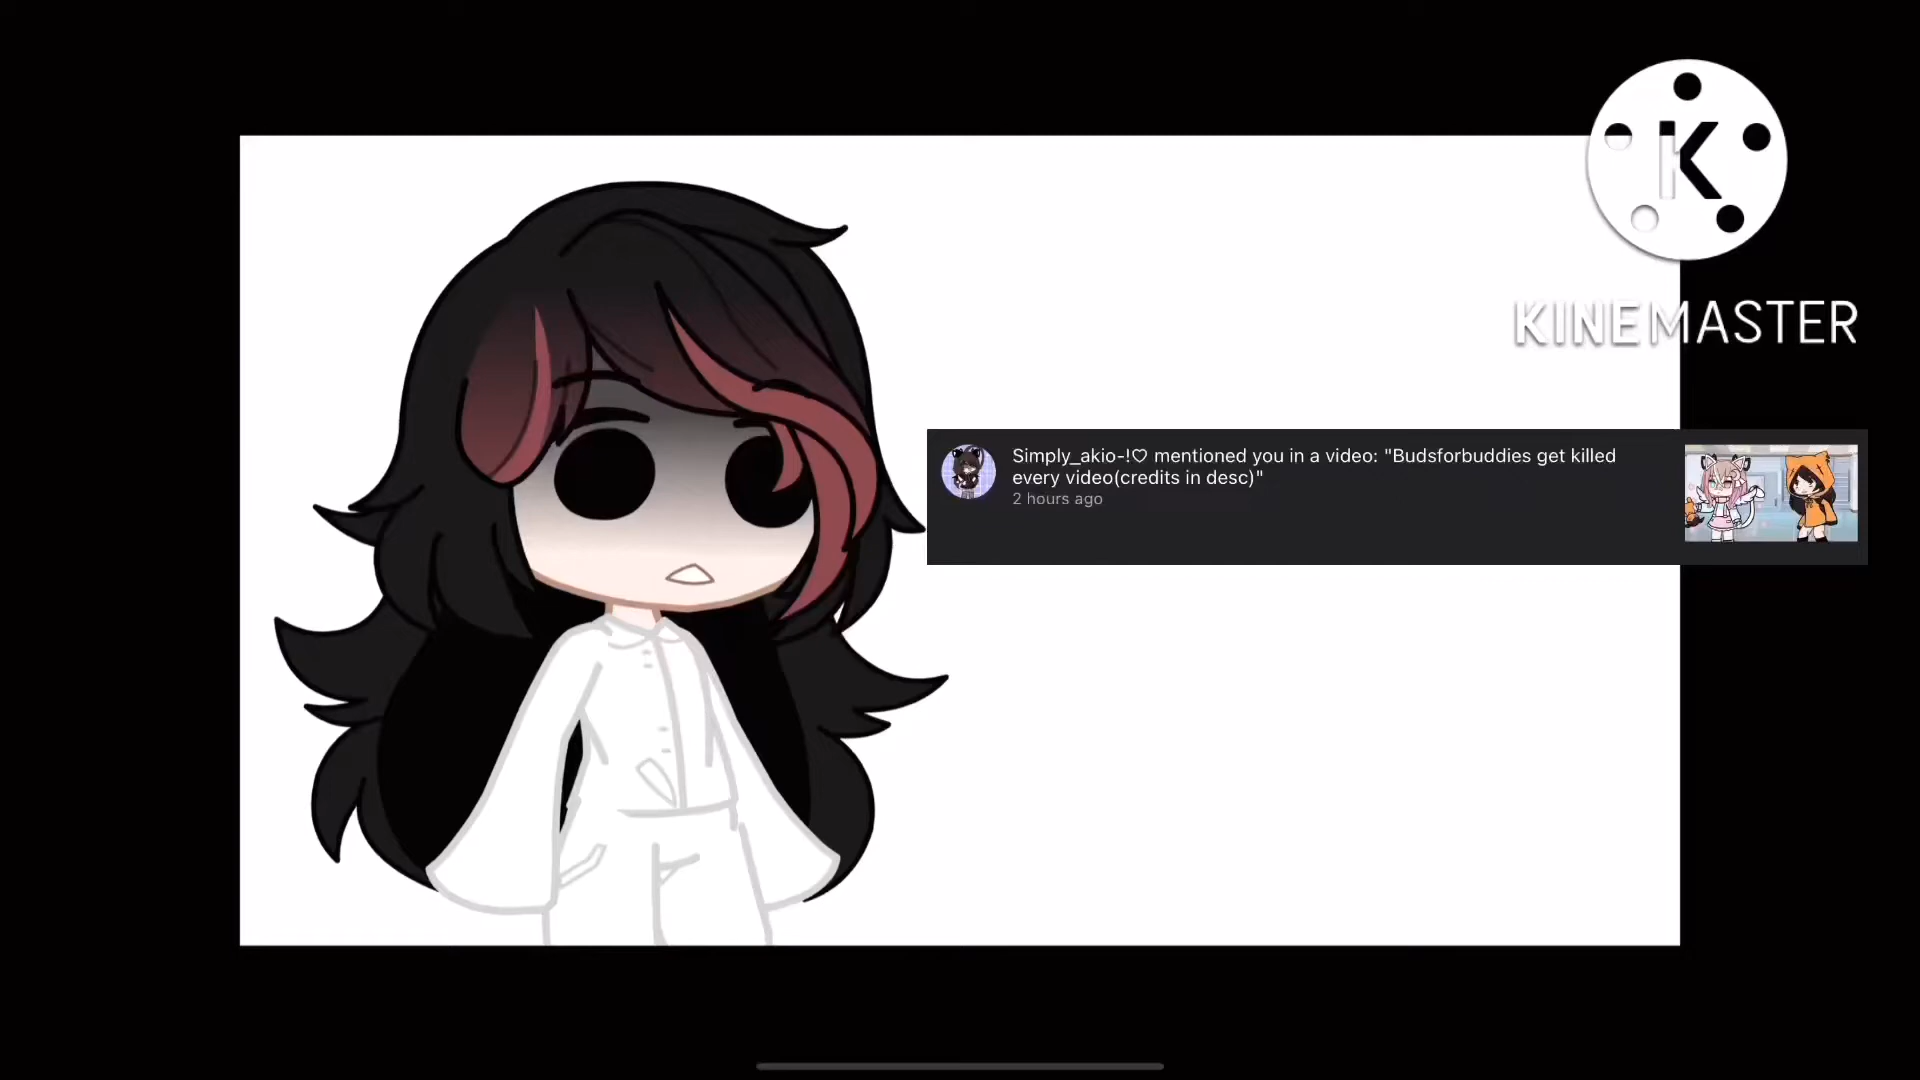 K
KINEMASTER
Simply_akio-!♡ mentioned you in a video: "Budsforbuddies get killed
every video(credits in desc)"
2 hours ago